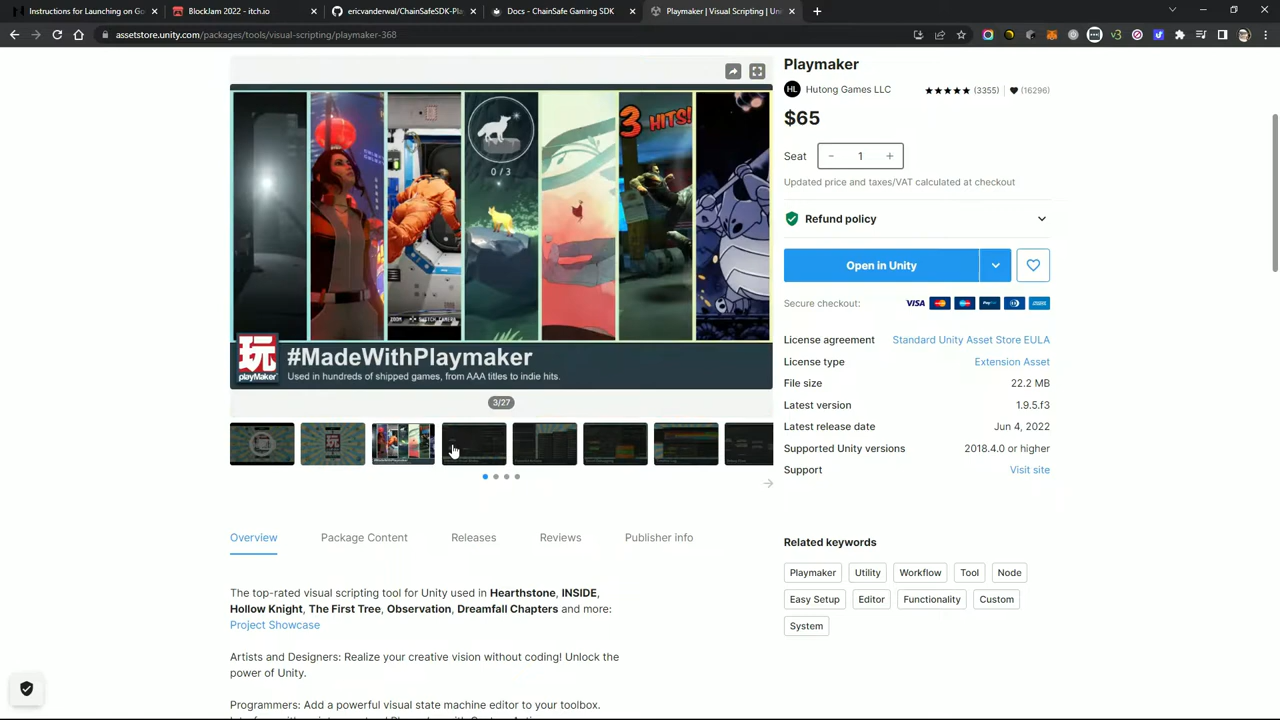 Instructions for Launching on Po
BlockJam 2022 - itch.io
ericvanderwal/ChainSafeSDK-Pla
Docs - ChainSafe Gaming SDK
Playmaker | Visual Scripting | Un
assetstore.unity.com/packages/tools/visual-scripting/playmaker-368
0 / 3
3 HITS!
ZOOM
SWITCH CAMERA
玩
playMaker
#MadeWithPlaymaker
Used in hundreds of shipped games, from AAA titles to indie hits.
3/27
Playmaker
HL Hutong Games LLC ★★★★★ (3355) (16296)
$65
Seat - 1 +
Updated price and taxes/VAT calculated at checkout
Refund policy
Open in Unity
Secure checkout: VISA
License agreement Standard Unity Asset Store EULA
License type Extension Asset
File size 22.2 MB
Latest version 1.9.5.f3
Latest release date Jun 4, 2022
Supported Unity versions 2018.4.0 or higher
Support Visit site
Overview Package Content Releases Reviews Publisher info
The top-rated visual scripting tool for Unity used in Hearthstone, INSIDE,
Hollow Knight, The First Tree, Observation, Dreamfall Chapters and more:
Project Showcase
Artists and Designers: Realize your creative vision without coding! Unlock the
power of Unity.
Programmers: Add a powerful visual state machine editor to your toolbox.
Related keywords
Playmaker Utility Workflow Tool Node
Easy Setup Editor Functionality Custom
System